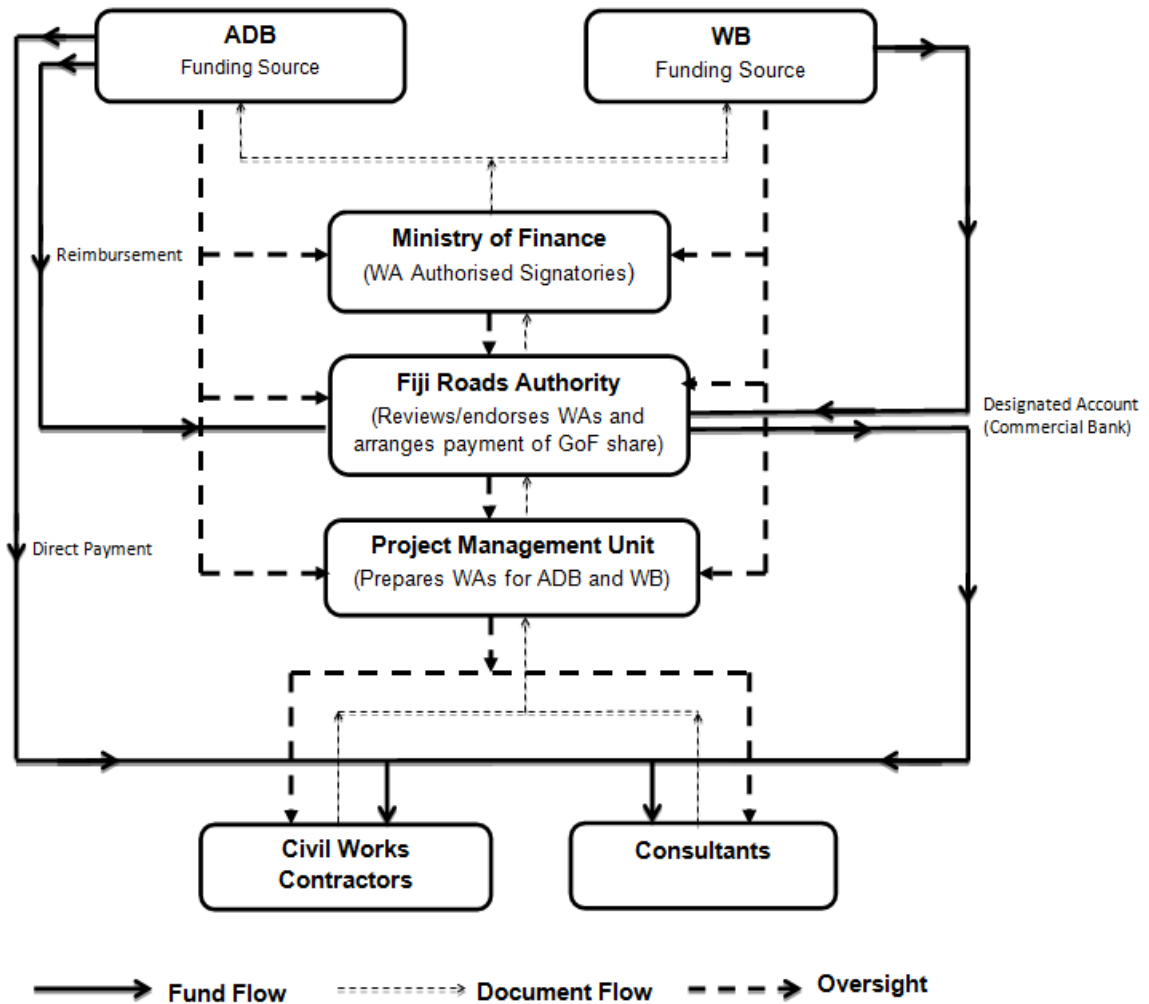 ADB
Funding Source
WB
Funding Source
Ministry of Finance
(WA Authorised Signatories)
Reimbursement
Fiji Roads Authority
(Reviews/endorses WAs and
arranges payment of GoF share)
Designated Account
(Commercial Bank)
Project Management Unit
(Prepares WAs for ADB and WB)
Direct Payment
Civil Works
Contractors
Consultants
Fund Flow
Document Flow
Oversight